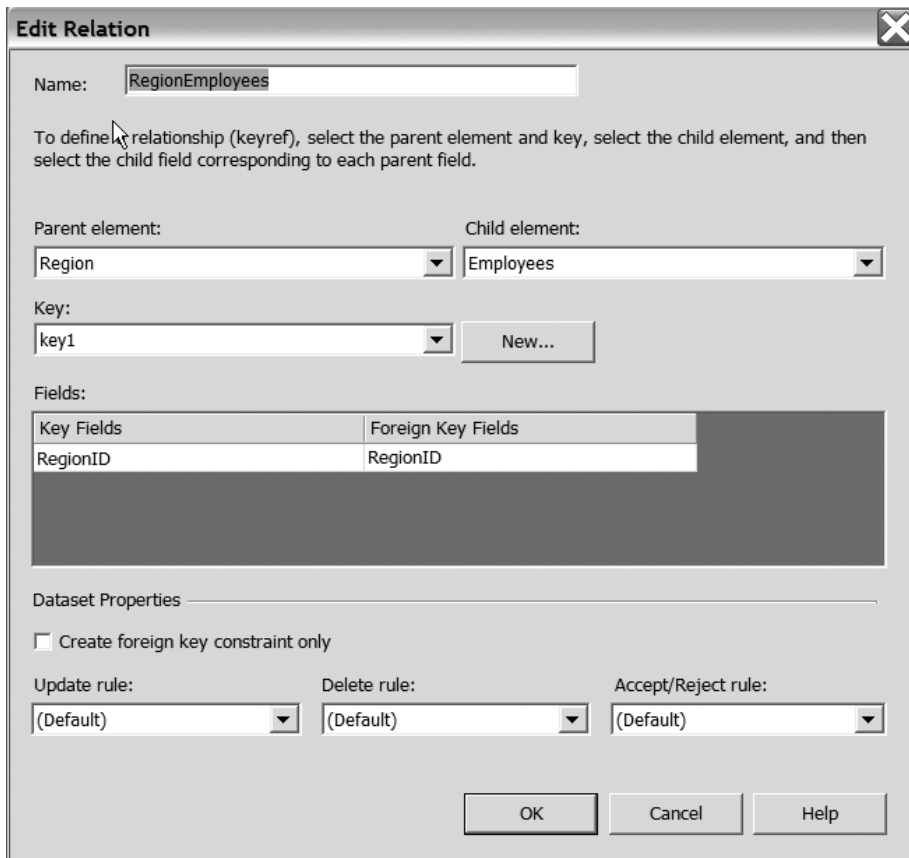 Edit Relation
Name: RegionEmployees
To define a relationship (keyref), select the parent element and key, select the child element, and then
select the child field corresponding to each parent field.
Parent element: Child element:
Region Employees
Key:
key1 New...
Fields:
Key Fields Foreign Key Fields
RegionID RegionID
Dataset Properties
Create foreign key constraint only
Update rule: Delete rule: Accept/Reject rule:
(Default) (Default) (Default)
OK Cancel Help